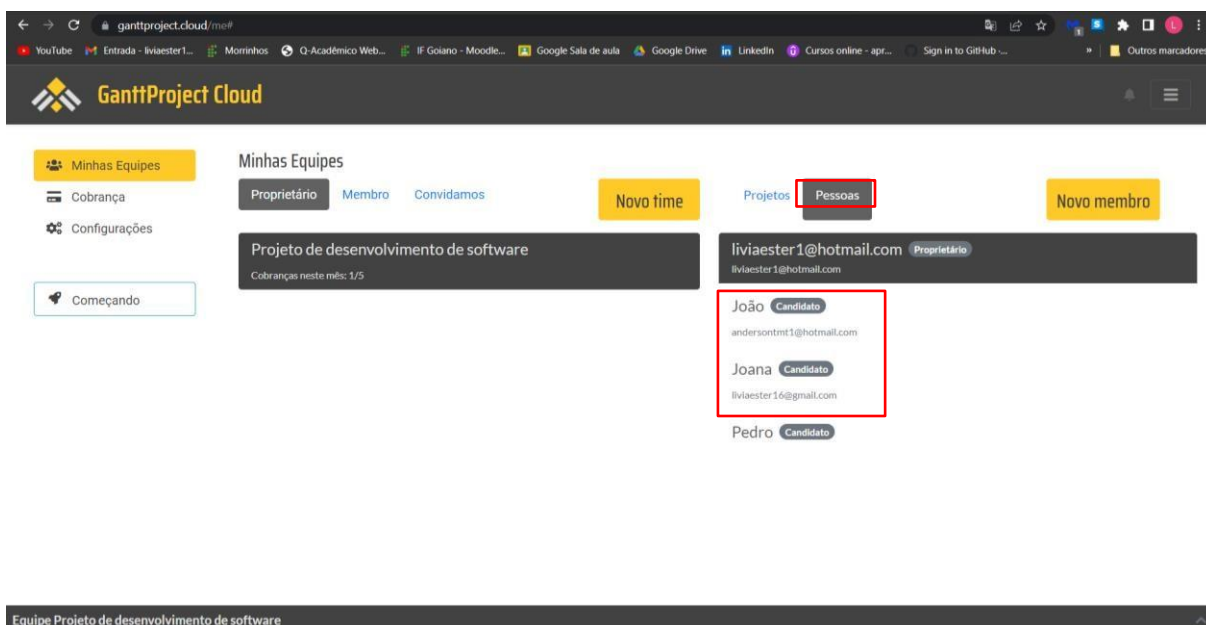 ganttproject.cloud/me#
YouTube Entrada - liviaester1... Morrinhos Q-Acadêmico Web... IF Goiano - Moodle... Google Sala de aula Google Drive LinkedIn Cursos online - apr... Sign in to GitHub ·... » Outros marcadores
GanttProject Cloud
Minhas Equipes
Cobrança
Configurações
Começando
Minhas Equipes
Proprietário Membro Convidamos Novo time
Projeto de desenvolvimento de software
Cobranças neste mês: 1/5
Projetos Pessoas Novo membro
liviaester1@hotmail.com Proprietário
liviaester1@hotmail.com
João Candidato
andersontmt1@hotmail.com
Joana Candidato
liviaester16@gmail.com
Pedro Candidato
Equipe Projeto de desenvolvimento de software